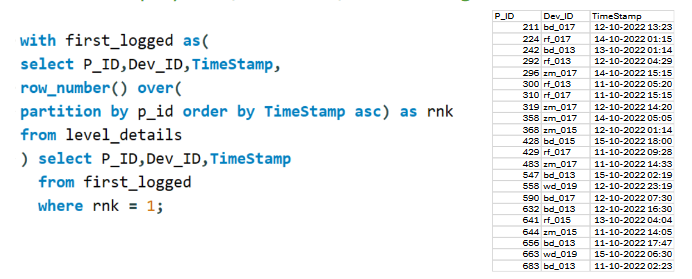 with first_logged as(
select P_ID,Dev_ID,TimeStamp,
row_number() over(
partition by p_id order by TimeStamp asc) as rnk
from level_details
) select P_ID,Dev_ID,TimeStamp
from first_logged
where rnk = 1;
P_ID Dev_ID TimeStamp
211 bd_017 12-10-2022 13:23
224 rf_017 14-10-2022 01:15
242 bd_013 13-10-2022 01:14
292 rf_013 12-10-2022 04:29
296 zm_017 14-10-2022 15:15
300 rf_013 11-10-2022 05:20
310 rf_017 11-10-2022 15:15
319 zm_017 12-10-2022 14:20
358 zm_017 14-10-2022 05:05
368 zm_015 12-10-2022 01:14
428 bd_015 15-10-2022 18:00
429 rf_017 11-10-2022 09:28
483 zm_017 11-10-2022 14:33
547 bd_013 15-10-2022 02:19
558 wd_019 12-10-2022 23:19
590 bd_017 12-10-2022 07:30
632 bd_013 12-10-2022 16:30
641 rf_015 13-10-2022 04:04
644 zm_015 11-10-2022 14:05
656 bd_013 11-10-2022 17:47
663 wd_019 15-10-2022 06:30
683 bd_013 11-10-2022 02:23